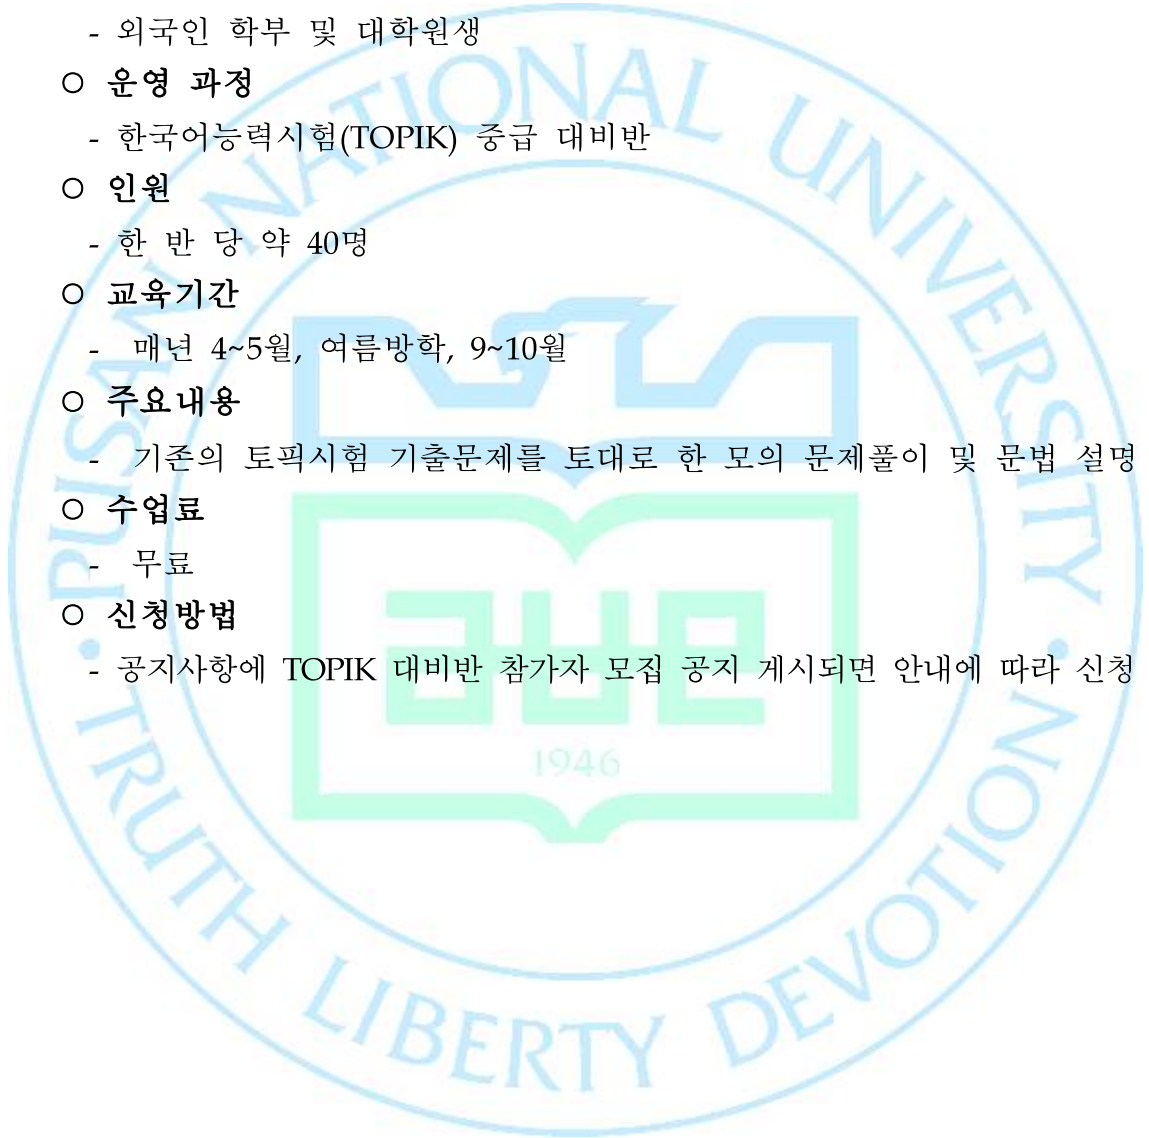 - 외국인 학부 및 대학원생
○ 운영 과정
- 한국어능력시험(TOPIK) 중급 대비반
○ 인원
- 한 반 당 약 40명
○ 교육기간
- 매년 4~5월, 여름방학, 9~10월
○ 주요내용
- 기존의 토픽시험 기출문제를 토대로 한 모의 문제풀이 및 문법 설명
○ 수업료
- 무료
○ 신청방법
- 공지사항에 TOPIK 대비반 참가자 모집 공지 게시되면 안내에 따라 신청
PUSAN NATIONAL UNIVERSITY
1946
TRUTH LIBERTY DEVOTION